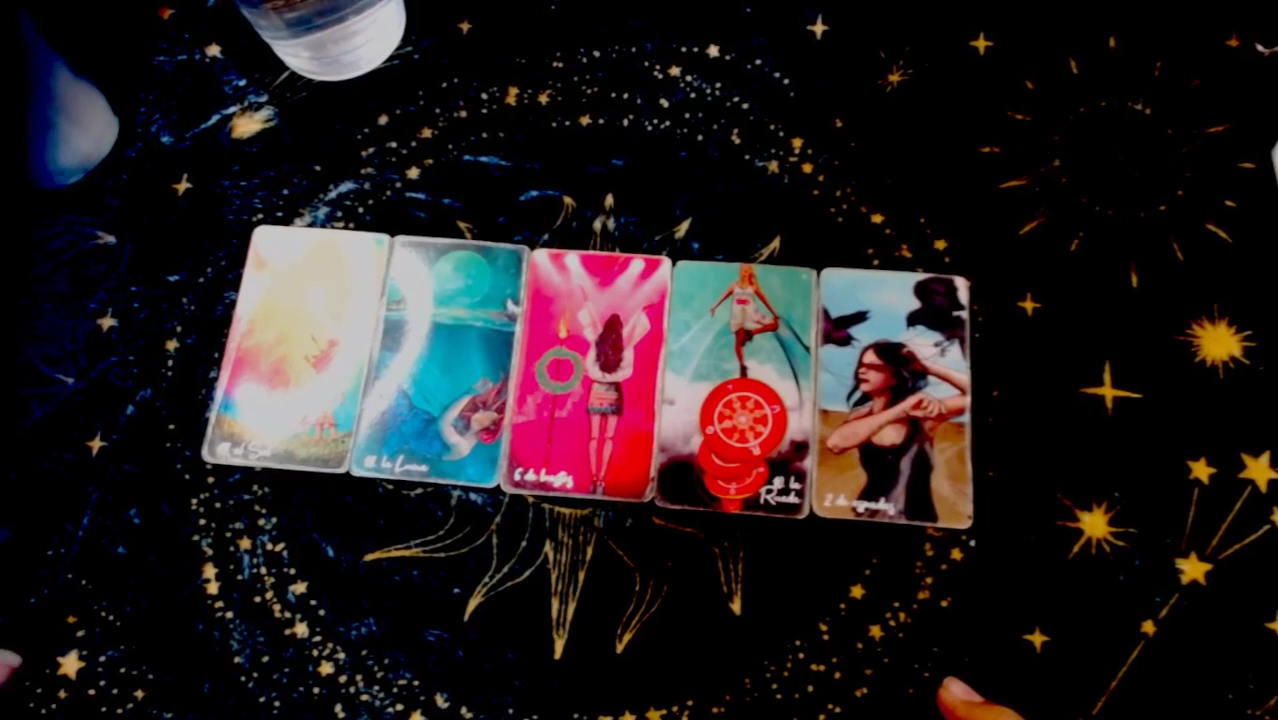 el Sol
la Luna
6 de bastos
la
Rueda
2 de espadas